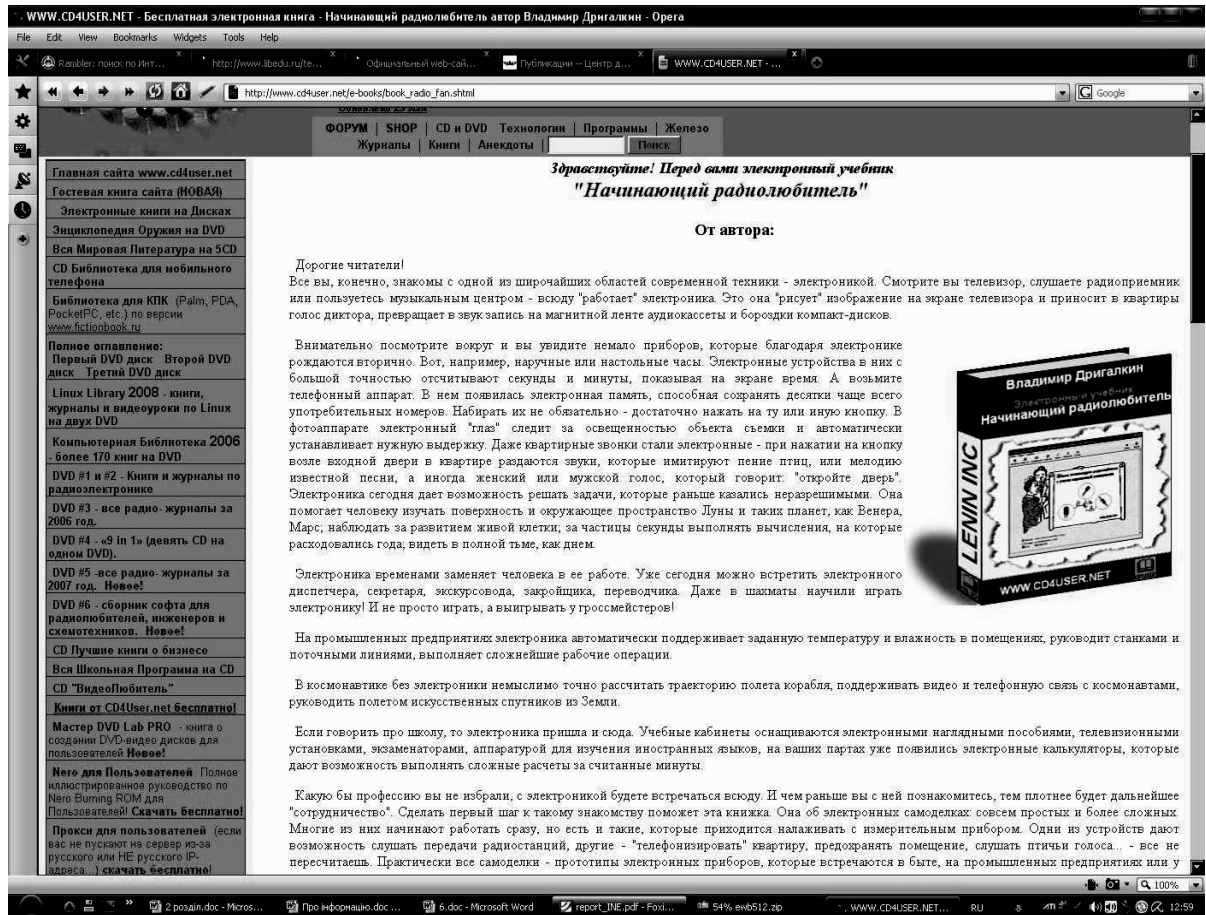 WWW.CD4USER.NET - Бесплатная электронная книга - Начинающий радиолюбитель автор Владимир Дригалкин - Opera
File Edit View Bookmarks Widgets Tools Help
Rambler: поиск по Инт... http://www.libedu.ru/te... Официальный web-сай... Публикации -- Центр д... WWW.CD4USER.NET - ...
http://www.cd4user.net/e-books/book_radio_fan.shtml Google
ФОРУМ | SHOP | CD и DVD Технологии | Программы | Железо
Журналы | Книги | Анекдоты | Поиск
Главная сайта www.cd4user.net
Гостевая книга сайта (НОВАЯ)
Электронные книги на Дисках
Энциклопедия Оружия на DVD
Вся Мировая Литература на 5CD
CD Библиотека для мобильного
телефона
Библиотека для КПК (Palm, PDA,
PocketPC, etc.) по версии
www.fictionbook.ru
Полное оглавление:
Первый DVD диск Второй DVD
диск Третий DVD диск
Linux Library 2008 - книги,
журналы и видеоуроки по Linux
на двух DVD
Компьютерная Библиотека 2006
- более 170 книг на DVD
DVD #1 и #2 - Книги и журналы по
радиоэлектронике
DVD #3 - все радио- журналы за
2006 год.
DVD #4 - «9 in 1» (девять CD на
одном DVD).
DVD #5 -все радио- журналы за
2007 год. Новое!
DVD #6 - сборник софта для
радиолюбителей, инженеров и
схемотехников. Новое!
CD Лучшие книги о бизнесе
Вся Школьная Программа на CD
CD "ВидеоЛюбитель"
Книги от CD4User.net бесплатно!
Мастер DVD Lab PRO - книга о
создании DVD-видео дисков для
пользователей Новое!
Nero для Пользователей Полное
иллюстрированное руководство по
Nero Burning ROM для
Пользователей! Скачать бесплатно!
Прокси для пользователей (если
вас не пускают на сервер из-за
русского или НЕ русского IP-
адреса...) скачать бесплатно!
Здравствуйте! Перед вами электронный учебник
"Начинающий радиолюбитель"
От автора:
Дорогие читатели!
Все вы, конечно, знакомы с одной из широчайших областей современной техники - электроникой. Смотрите вы телевизор, слушаете радиоприемник
или пользуетесь музыкальным центром - всюду "работает" электроника. Это она "рисует" изображение на экране телевизора и приносит в квартиры
голос диктора, превращает в звук запись на магнитной ленте аудиокассеты и бороздки компакт-дисков.
Внимательно посмотрите вокруг и вы увидите немало приборов, которые благодаря электронике
рождаются вторично. Вот, например, наручные или настольные часы. Электронные устройства в них с
большой точностью отсчитывают секунды и минуты, показывая на экране время. А возьмите
телефонный аппарат. В нем появилась электронная память, способная сохранять десятки чаще всего
употребительных номеров. Набирать их не обязательно - достаточно нажать на ту или иную кнопку. В
фотоаппарате электронный "глаз" следит за освещенностью объекта съемки и автоматически
устанавливает нужную выдержку. Даже квартирные звонки стали электронные - при нажатии на кнопку
возле входной двери в квартире раздаются звуки, которые имитируют пение птиц, или мелодию
известной песни, а иногда женский или мужской голос, который говорит: "откройте дверь".
Электроника сегодня дает возможность решать задачи, которые раньше казались неразрешимыми. Она
помогает человеку изучать поверхность и окружающее пространство Луны и таких планет, как Венера,
Марс; наблюдать за развитием живой клетки; за частицы секунды выполнять вычисления, на которые
расходовались года; видеть в полной тьме, как днем.
Владимир Дригалкин
Электронный учебник
Начинающий радиолюбитель
LENIN INC
WWW.CD4USER.NET
Электроника временами заменяет человека в ее работе. Уже сегодня можно встретить электронного
диспетчера, секретаря, экскурсовода, закройщика, переводчика. Даже в шахматы научили играть
электронику! И не просто играть, а выигрывать у гроссмейстеров!
На промышленных предприятиях электроника автоматически поддерживает заданную температуру и влажность в помещениях, руководит станками и
поточными линиями, выполняет сложнейшие рабочие операции.
В космонавтике без электроники немыслимо точно рассчитать траекторию полета корабля, поддерживать видео и телефонную связь с космонавтами,
руководить полетом искусственных спутников из Земли.
Если говорить про школу, то электроника пришла и сюда. Учебные кабинеты оснащиваются электронными наглядными пособиями, телевизионными
установками, экзаменаторами, аппаратурой для изучения иностранных языков, на ваших партах уже появились электронные калькуляторы, которые
дают возможность выполнять сложные расчеты за считанные минуты.
Какую бы профессию вы не избрали, с электроникой будете встречаться всюду. И чем раньше вы с ней познакомитесь, тем плотнее будет дальнейшее
"сотрудничество". Сделать первый шаг к такому знакомству поможет эта книжка. Она об электронных самоделках совсем простых и более сложных.
Многие из них начинают работать сразу, но есть и такие, которые приходится налаживать с измерительным прибором. Одни из устройств дают
возможность слушать передачи радиостанций, другие - "телефонизировать" квартиру, предохранять помещение, слушать птичьи голоса... - все не
пересчитаешь. Практически все самоделки - прототипы электронных приборов, которые встречаются в быте, на промышленных предприятиях или у
100%
2 розділ.doc - Micros... Про інформацію.doc ... 6.doc - Microsoft Word report_INE.pdf - Foxi... 54% ewb512.zip WWW.CD4USER.NET... RU 12:59